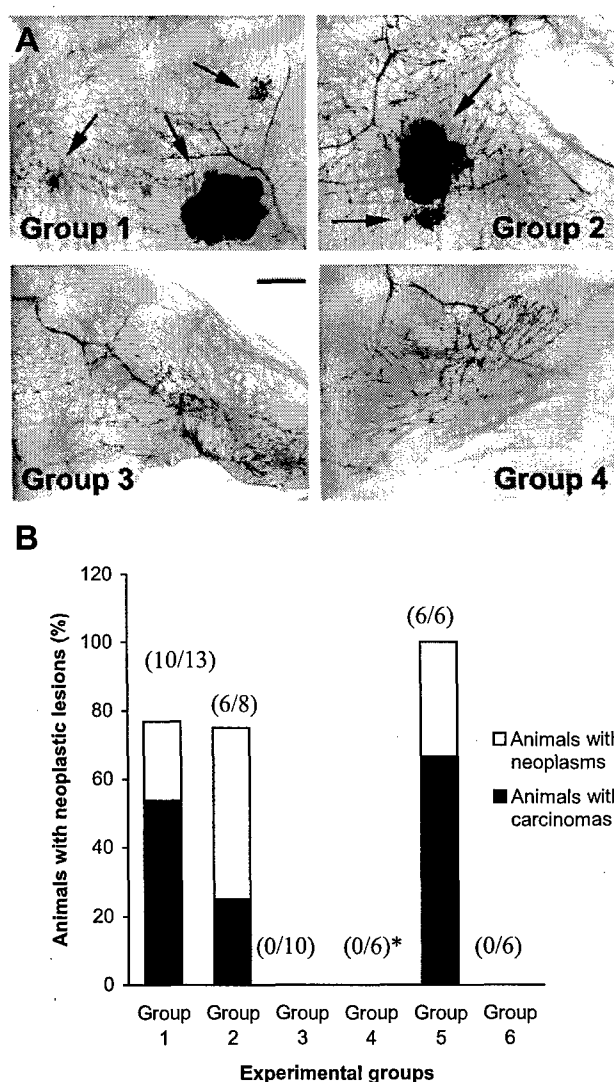 A
Group 1
Group 2
Group 3
Group 4
B
Animals with neoplastic lesions (%)
120
100
80
60
40
20
0
(10/13)
(6/8)
(0/10)
(0/6)*
(6/6)
(0/6)
Animals with
neoplasms
Animals with
carcinomas
Group
1
Group
2
Group
3
Group
4
Group
5
Group
6
Experimental groups